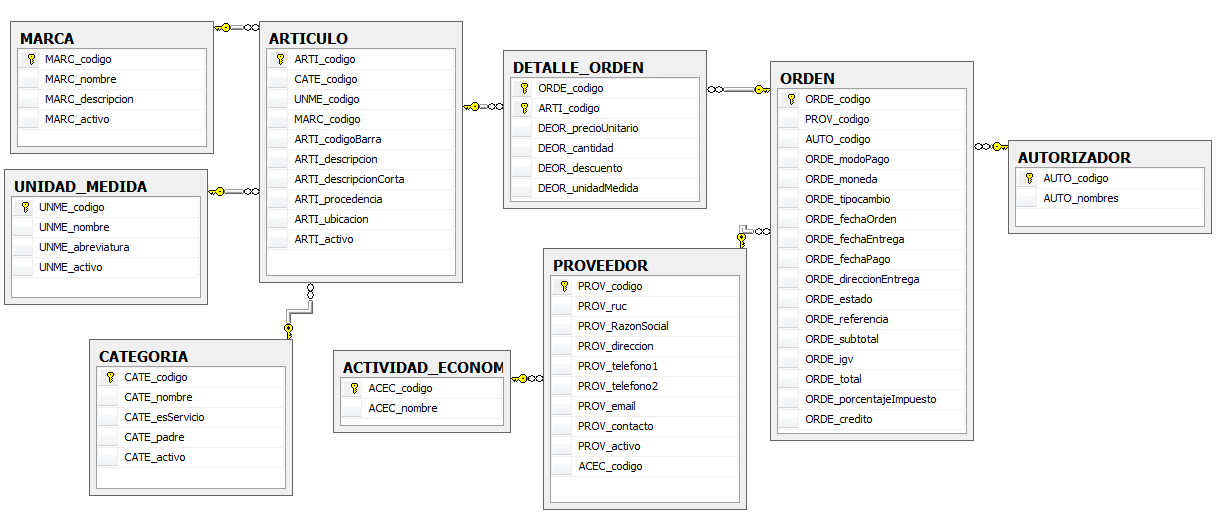 MARCA
MARC_codigo
MARC_nombre
MARC_descripcion
MARC_activo
UNIDAD_MEDIDA
UNME_codigo
UNME_nombre
UNME_abreviatura
UNME_activo
ARTICULO
ARTI_codigo
CATE_codigo
UNME_codigo
MARC_codigo
ARTI_codigoBarra
ARTI_descripcion
ARTI_descripcionCorta
ARTI_procedencia
ARTI_ubicacion
ARTI_activo
CATEGORIA
CATE_codigo
CATE_nombre
CATE_esServicio
CATE_padre
CATE_activo
DETALLE_ORDEN
ORDE_codigo
ARTI_codigo
DEOR_precioUnitario
DEOR_cantidad
DEOR_descuento
DEOR_unidadMedida
ACTIVIDAD_ECONOM
ACEC_codigo
ACEC_nombre
PROVEEDOR
PROV_codigo
PROV_ruc
PROV_RazonSocial
PROV_direccion
PROV_telefono1
PROV_telefono2
PROV_email
PROV_contacto
PROV_activo
ACEC_codigo
ORDEN
ORDE_codigo
PROV_codigo
AUTO_codigo
ORDE_modoPago
ORDE_moneda
ORDE_tipocambio
ORDE_fechaOrden
ORDE_fechaEntrega
ORDE_fechaPago
ORDE_direccionEntrega
ORDE_estado
ORDE_referencia
ORDE_subtotal
ORDE_igv
ORDE_total
ORDE_porcentajeImpuesto
ORDE_credito
AUTORIZADOR
AUTO_codigo
AUTO_nombres